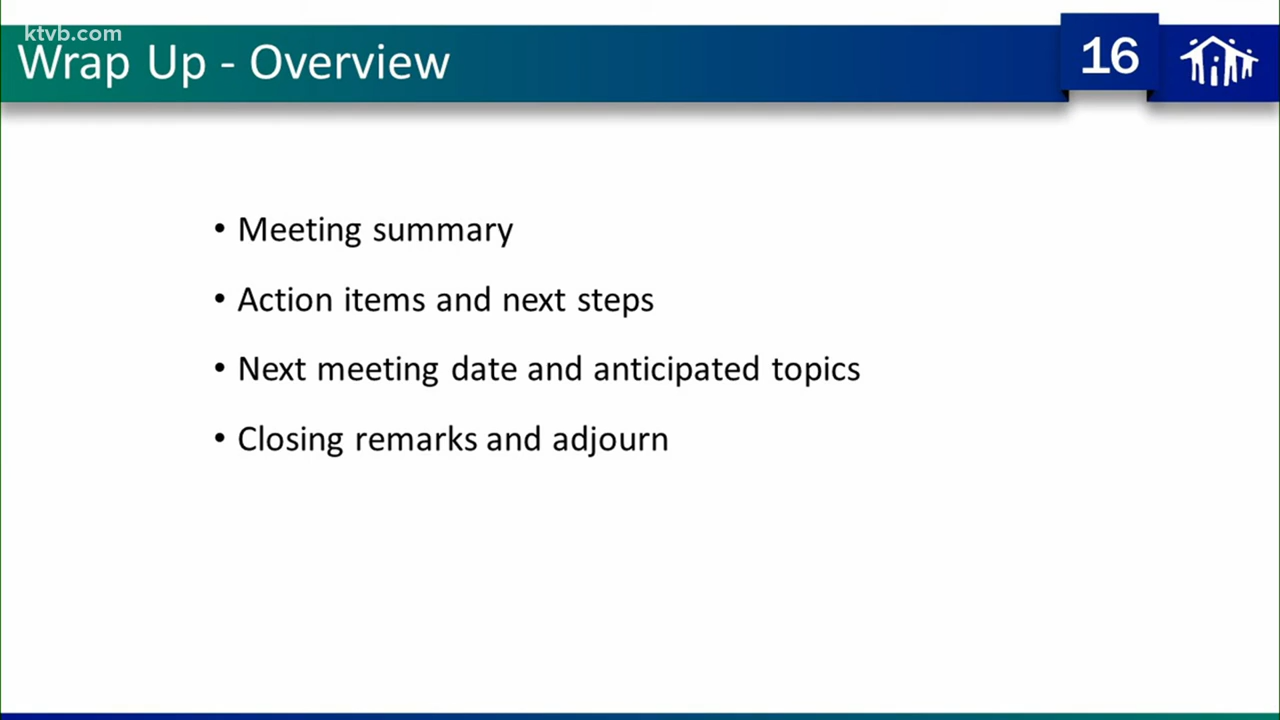 ktvb.com
Wrap Up - Overview
16
• Meeting summary
• Action items and next steps
• Next meeting date and anticipated topics
• Closing remarks and adjourn